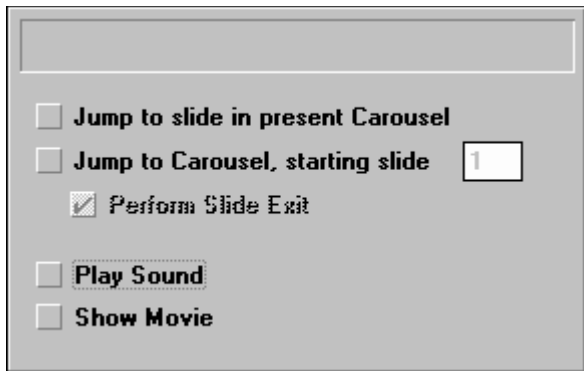 Jump to slide in present Carousel
Jump to Carousel, starting slide 1
Perform Slide Exit
Play Sound
Show Movie